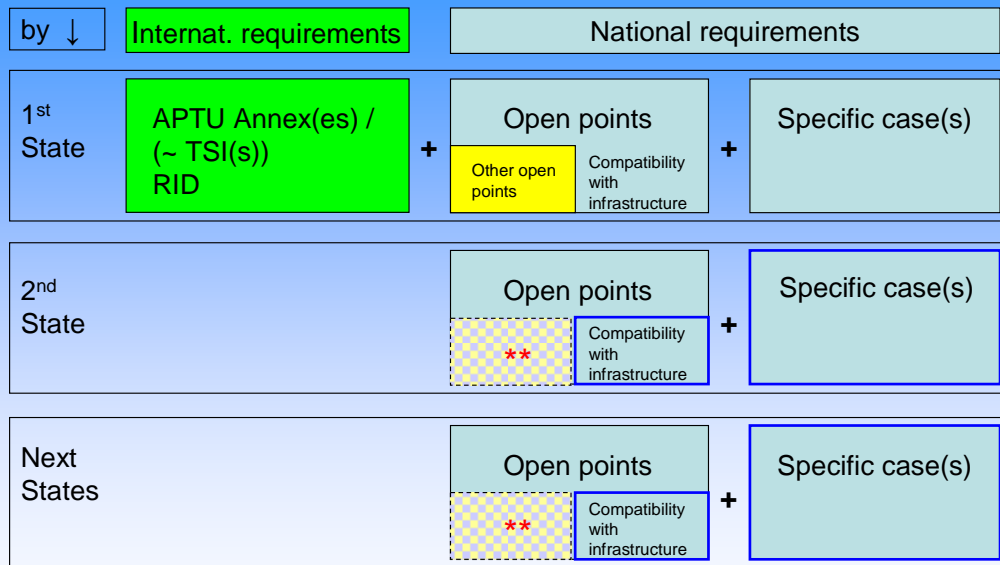 by ↓
Internat. requirements
National requirements
1st
State
APTU Annex(es) /
(~ TSI(s))
RID
+
Open points
Other open
points
Compatibility
with
infrastructure
+
Specific case(s)
2nd
State
Open points
**
Compatibility
with
infrastructure
+
Specific case(s)
Next
States
Open points
**
Compatibility
with
infrastructure
+
Specific case(s)